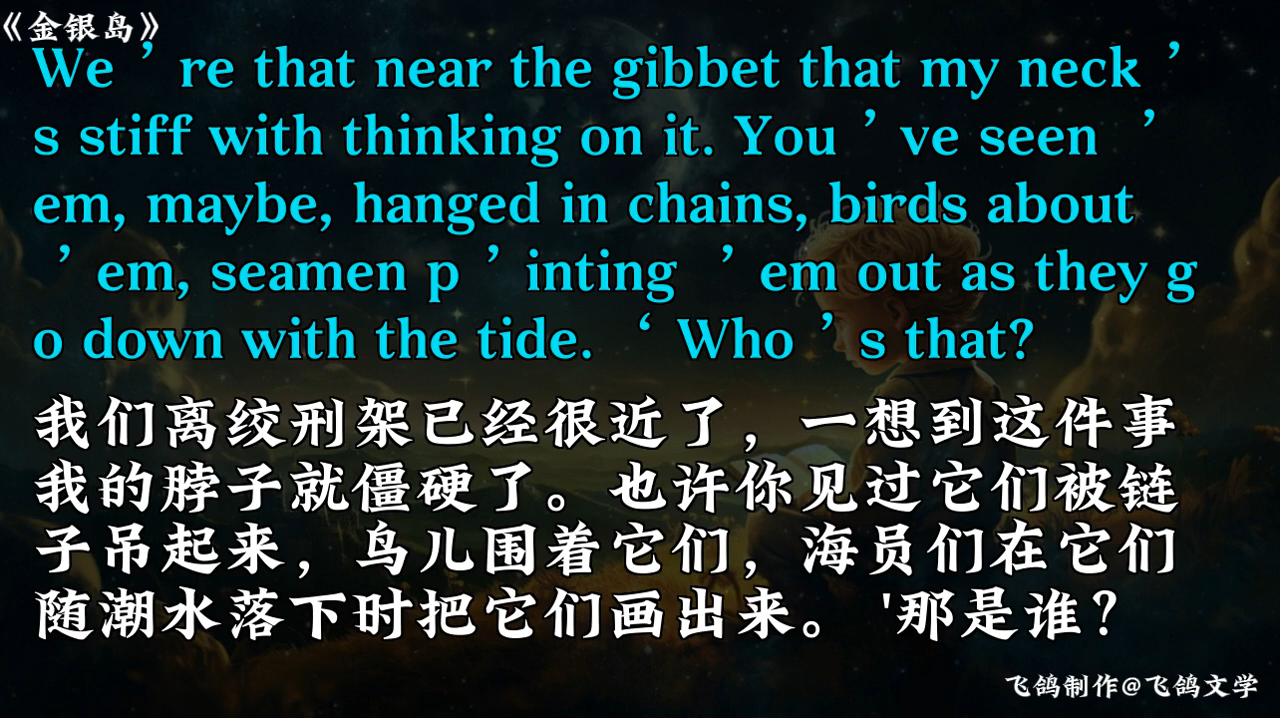 《金银岛》
We ’ re that near the gibbet that my neck ’
s stiff with thinking on it. You ’ ve seen ’
em, maybe, hanged in chains, birds about
’ em, seamen p ’ inting ’ em out as they g
o down with the tide. ‘ Who ’ s that?
我们离绞刑架已经很近了，一想到这件事
我的脖子就僵硬了。也许你见过它们被链
子吊起来，鸟儿围着它们，海员们在它们
随潮水落下时把它们画出来。 '那是谁？
飞鸽制作@飞鸽文学